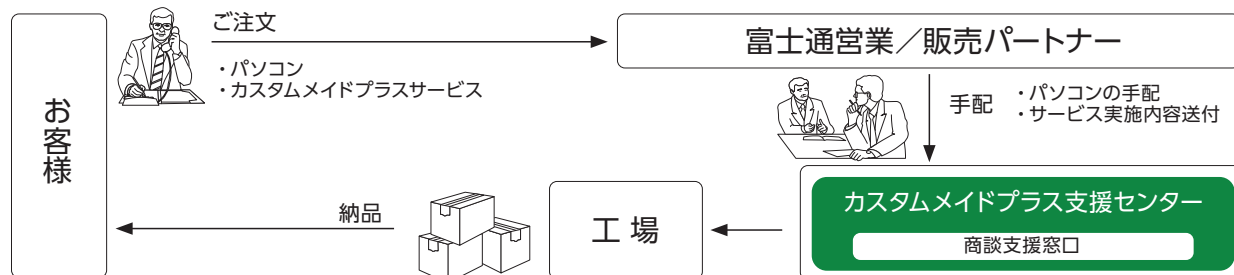 お客様
ご注文
・パソコン
・カスタムメイドプラスサービス
富士通営業／販売パートナー
手配
・パソコンの手配
・サービス実施内容送付
カスタムメイドプラス支援センター
商談支援窓口
工場
納品